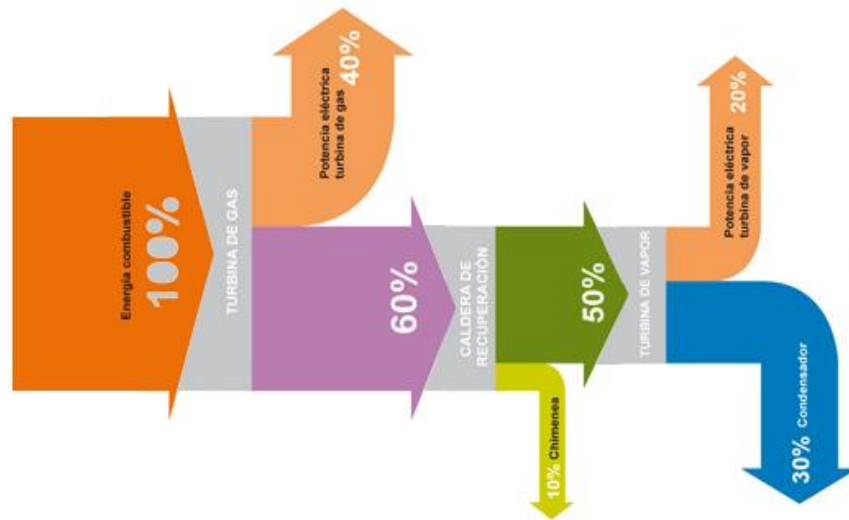 Energía combustible
100%
TURBINA DE GAS
Potencia eléctrica
turbina de gas
40%
60%
CALDERA DE
RECUPERACIÓN
10% Chimenea
50%
TURBINA DE VAPOR
Potencia eléctrica
turbina de vapor
20%
30% Condensador